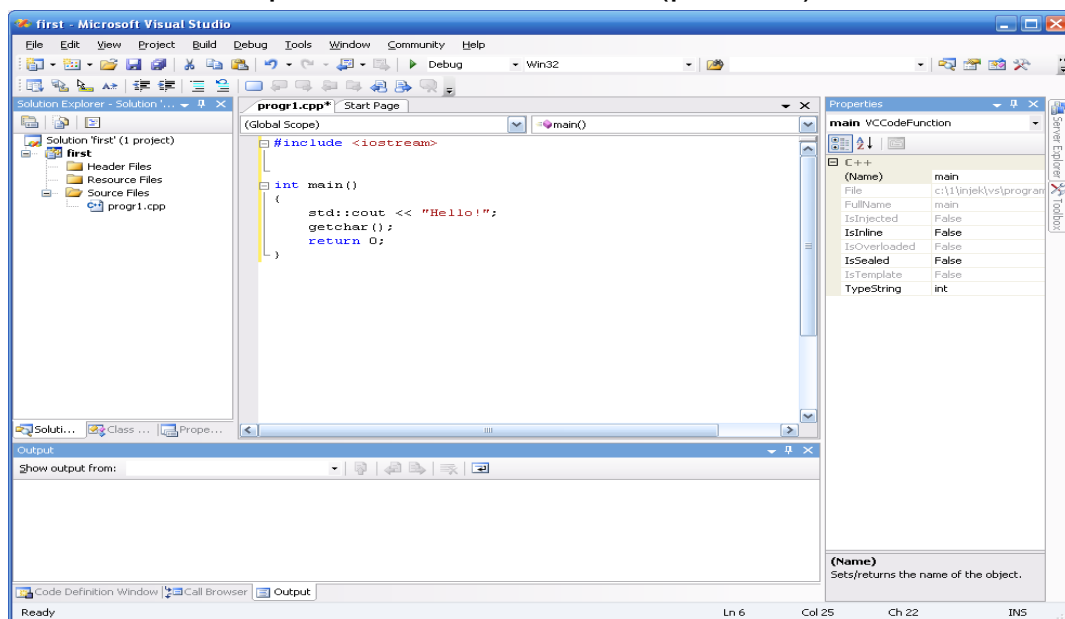 first - Microsoft Visual Studio
File Edit View Project Build Debug Tools Window Community Help
Debug Win32
Solution Explorer - Solution '...
progr1.cpp* Start Page
Properties
(Global Scope) main()
main VCCodeFunction
Solution 'first' (1 project)
first
Header Files
Resource Files
Source Files
progr1.cpp
#include <iostream>
int main()
{
std::cout << "Hello!";
getchar();
return 0;
}
C++
(Name) main
File c:\1\injek\vs\program
FullName main
IsInjected False
IsInline False
IsOverloaded False
IsSealed False
IsTemplate False
TypeString int
Server Explorer
Toolbox
Soluti... Class ... Prope...
Output
Show output from:
(Name)
Sets/returns the name of the object.
Code Definition Window Call Browser Output
Ready Ln 6 Col 25 Ch 22 INS